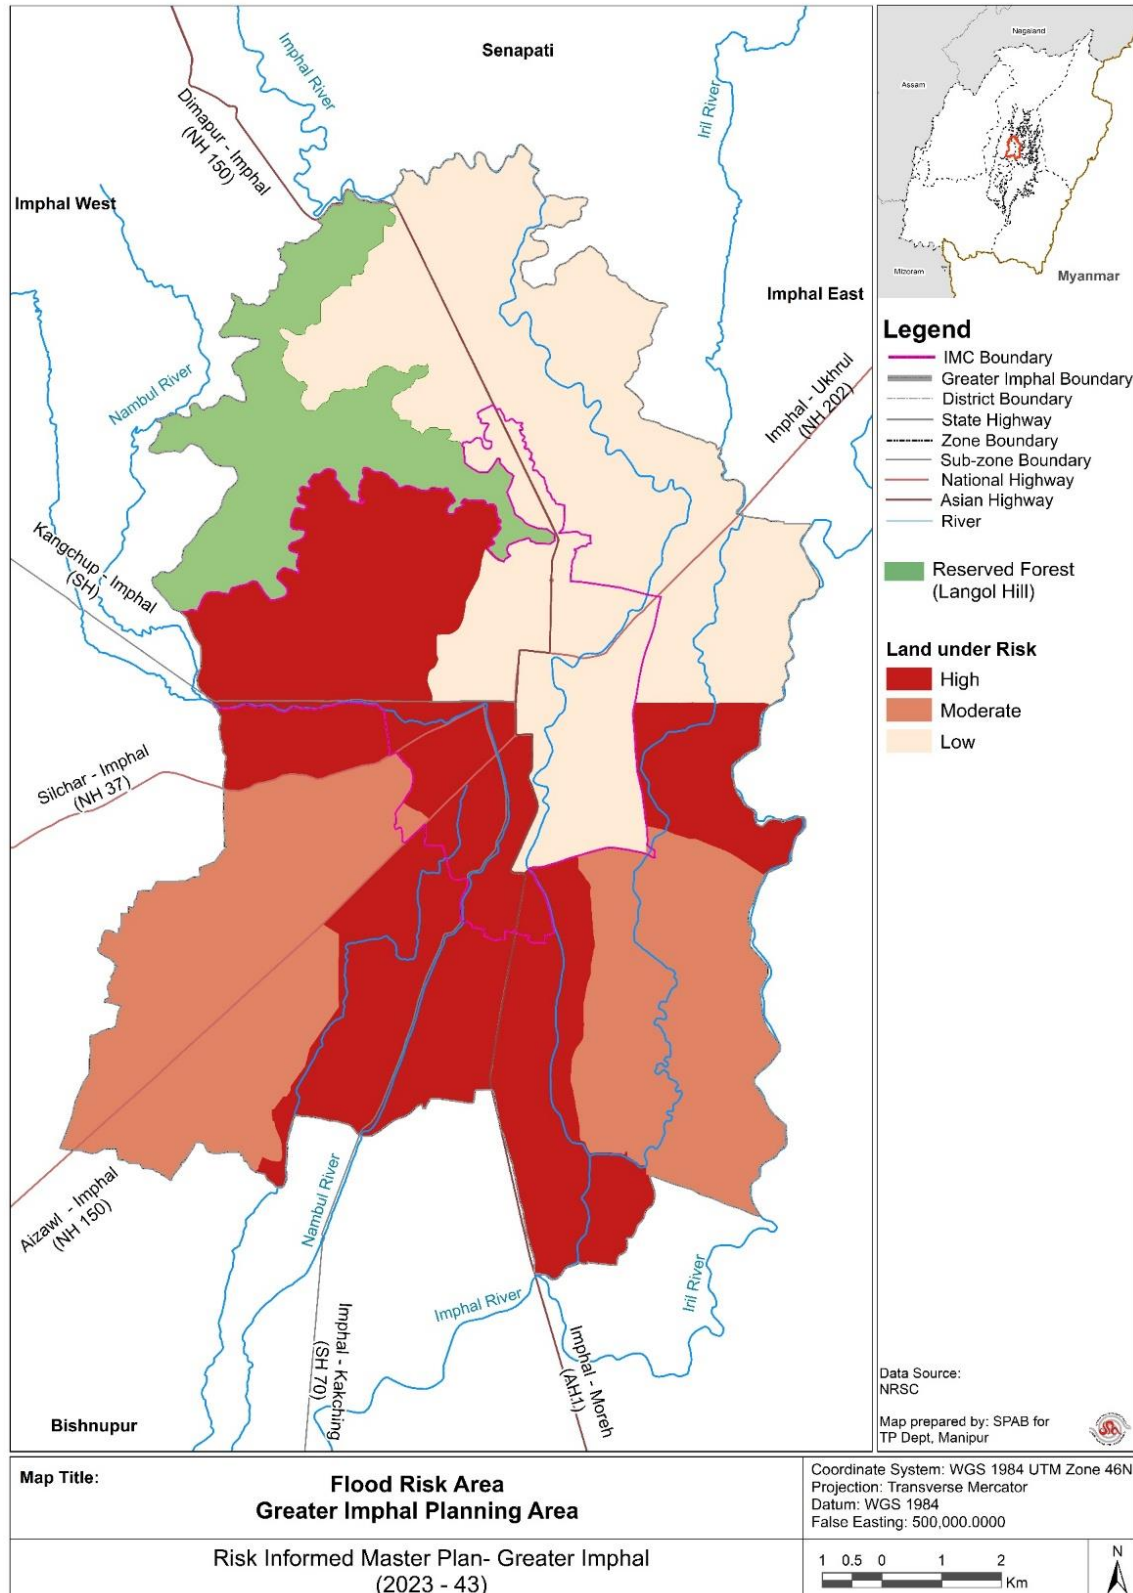 Senapati
Imphal River
Iril River
Dimapur - Imphal
(NH 150)
Imphal West
Imphal East
Nambul River
Imphal - Ukhrul
(NH 202)
Kangchup - Imphal
(SH)
Silchar - Imphal
(NH 37)
Aizawl - Imphal
(NH 150)
Nambul River
Imphal River
Iril River
Imphal - Kakching
(SH 70)
Imphal - Moreh
(AH1)
Bishnupur
Nagaland
Assam
Mizoram
Myanmar
Legend
IMC Boundary
Greater Imphal Boundary
District Boundary
State Highway
Zone Boundary
Sub-zone Boundary
National Highway
Asian Highway
River
Reserved Forest
(Langol Hill)
Land under Risk
High
Moderate
Low
Data Source:
NRSC
Map prepared by: SPAB for
TP Dept, Manipur
Map Title:
Flood Risk Area
Greater Imphal Planning Area
Risk Informed Master Plan- Greater Imphal
(2023 - 43)
Coordinate System: WGS 1984 UTM Zone 46N
Projection: Transverse Mercator
Datum: WGS 1984
False Easting: 500,000.0000
1 0.5 0 1 2
Km
N